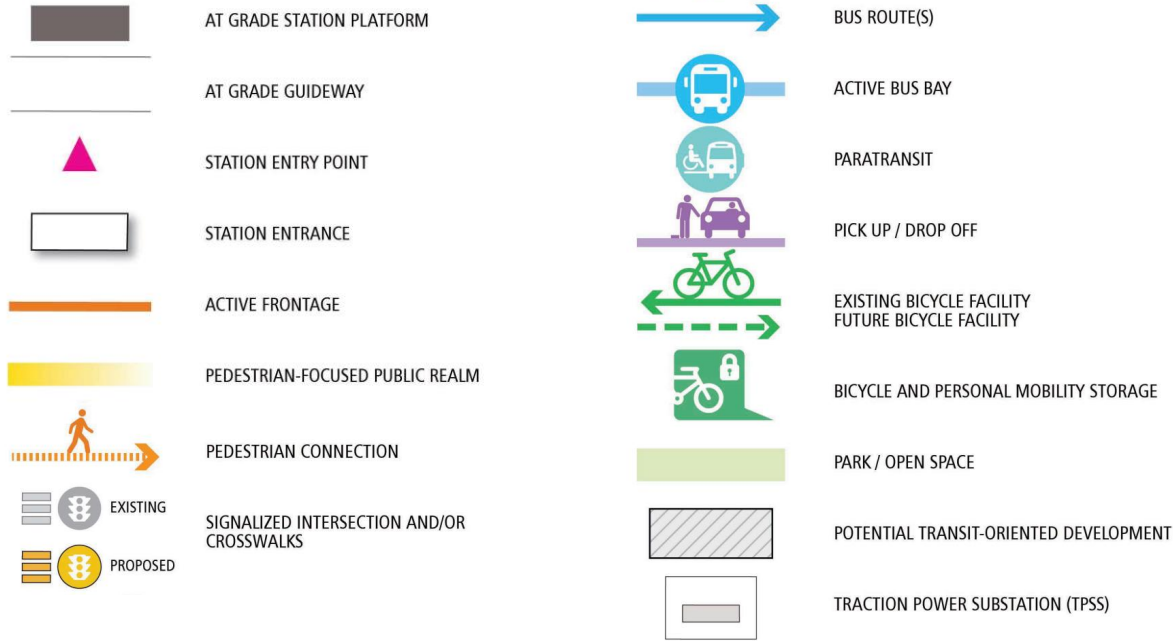 AT GRADE STATION PLATFORM
AT GRADE GUIDEWAY
STATION ENTRY POINT
STATION ENTRANCE
ACTIVE FRONTAGE
PEDESTRIAN-FOCUSED PUBLIC REALM
PEDESTRIAN CONNECTION
EXISTING
SIGNALIZED INTERSECTION AND/OR
CROSSWALKS
PROPOSED
BUS ROUTE(S)
ACTIVE BUS BAY
PARATRANSIT
PICK UP / DROP OFF
EXISTING BICYCLE FACILITY
FUTURE BICYCLE FACILITY
BICYCLE AND PERSONAL MOBILITY STORAGE
PARK / OPEN SPACE
POTENTIAL TRANSIT-ORIENTED DEVELOPMENT
TRACTION POWER SUBSTATION (TPSS)